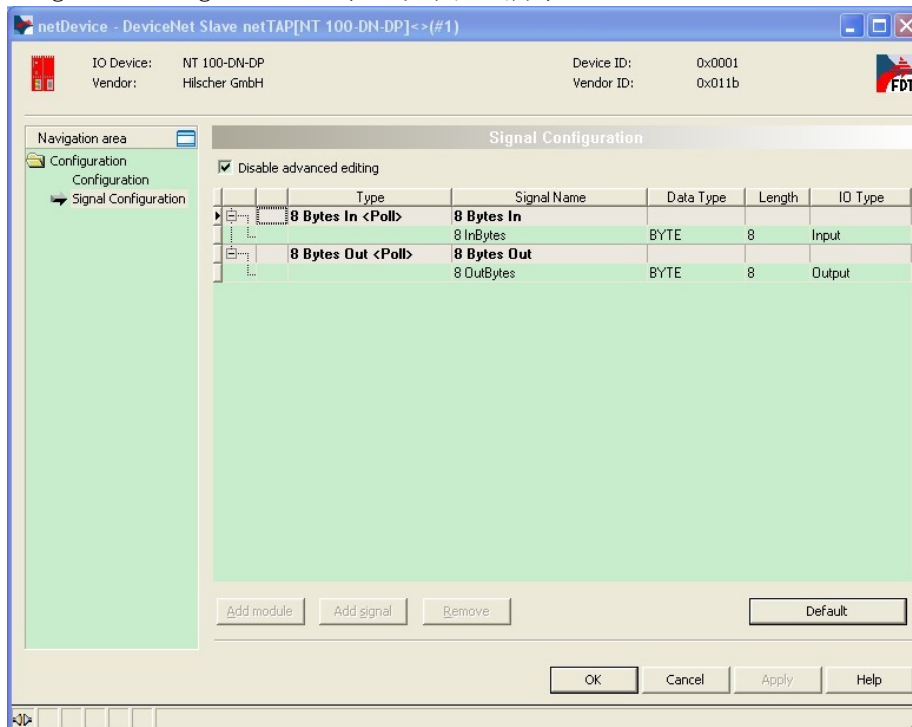 netDevice - DeviceNet Slave netTAP[NT 100-DN-DP]<>(#1)
IO Device: NT 100-DN-DP Device ID: 0x0001
Vendor: Hilscher GmbH Vendor ID: 0x011b
FDT
Navigation area
Signal Configuration
Configuration
Configuration
Signal Configuration
Disable advanced editing
Type Signal Name Data Type Length IO Type
8 Bytes In <Poll> 8 Bytes In
8 InBytes BYTE 8 Input
8 Bytes Out <Poll> 8 Bytes Out
8 OutBytes BYTE 8 Output
Add module Add signal Remove Default
OK Cancel Apply Help